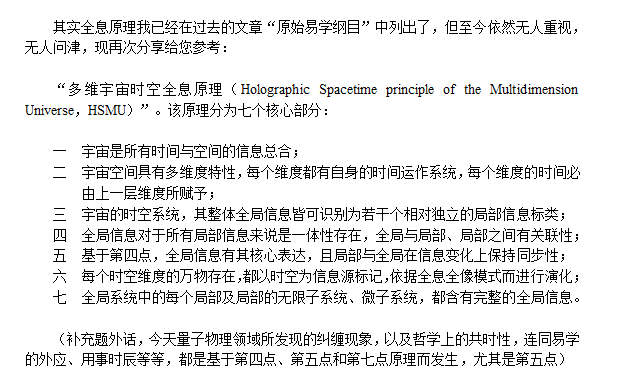 其实全息原理我已经在过去的文章“原始易学纲目”中列出了，但至今依然无人重视，
无人问津，现再次分享给您参考：
“多维宇宙时空全息原理（Holographic Spacetime principle of the Multidimension
Universe，HSMU）”。该原理分为七个核心部分：
一 宇宙是所有时间与空间的信息总合；
二 宇宙空间具有多维度特性，每个维度都有自身的时间运作系统，每个维度的时间必
由上一层维度所赋予；
三 宇宙的时空系统，其整体全局信息皆可识别为若干个相对独立的局部信息标类；
四 全局信息对于所有局部信息来说是一体性存在，全局与局部、局部之间有关联性；
五 基于第四点，全局信息有其核心表达，且局部与全局在信息变化上保持同步性；
六 每个时空维度的万物存在，都以时空为信息源标记，依据全息全像模式而进行演化；
七 全局系统中的每个局部及局部的无限子系统、微子系统，都含有完整的全局信息。
（补充题外话，今天量子物理领域所发现的纠缠现象，以及哲学上的共时性，连同易学
的外应、用事时辰等等，都是基于第四点、第五点和第七点原理而发生，尤其是第五点）